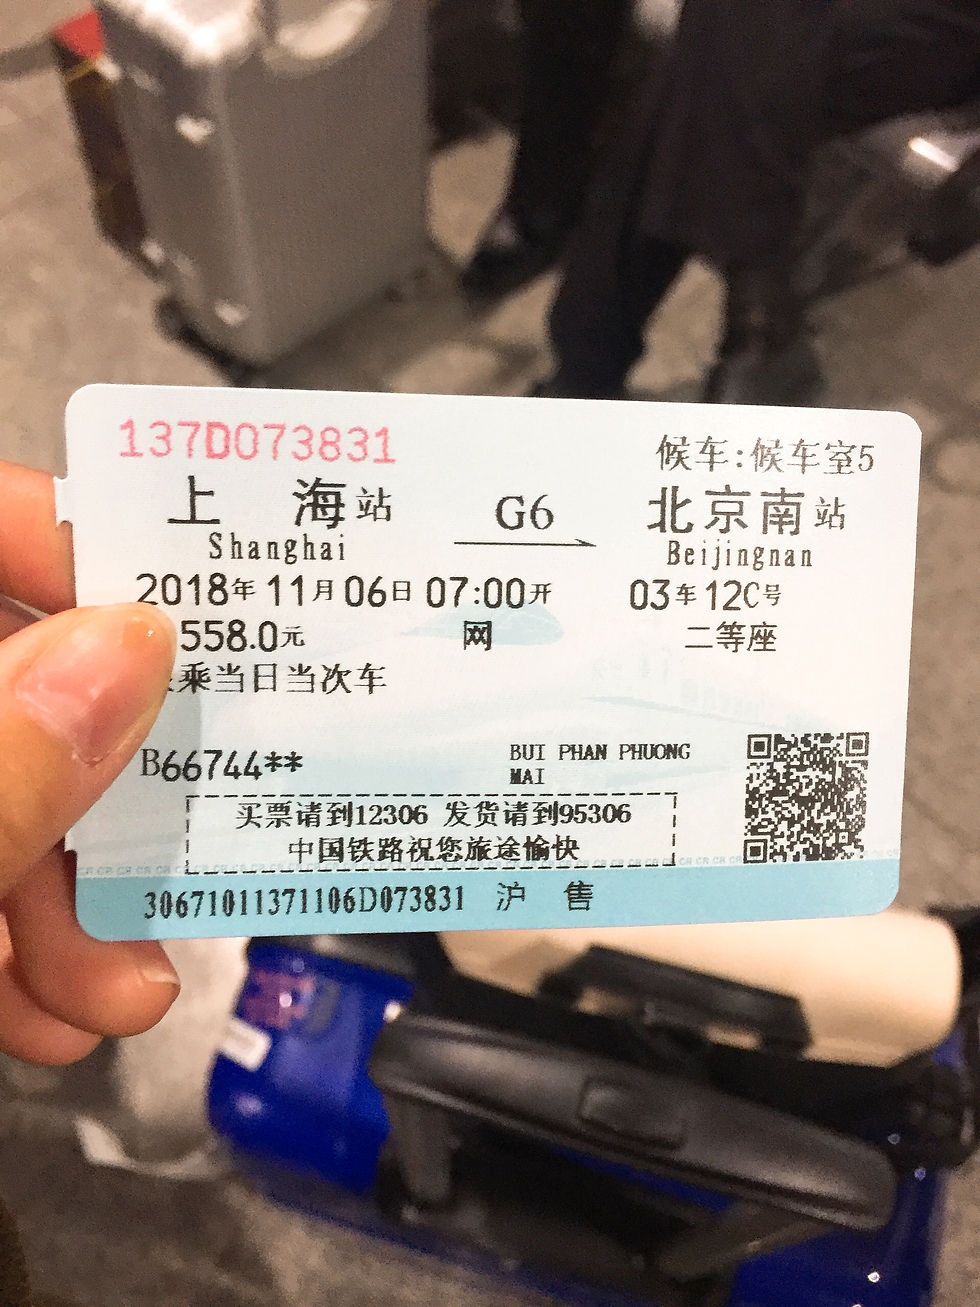 137D073831 候车:候车室5
上海站 G6 北京南站
Shanghai Beijingnan
2018年11月06日07:00开 03车12C号
558.0元 网 二等座
乘当日当次车
B66744** BUI PHAN PHUONG
MAI
买票请到12306 发货请到95306
中国铁路祝您旅途愉快
30671011371106D073831 沪售